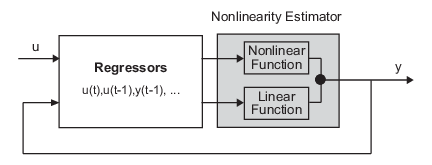 Nonlinearity Estimator
u
Regressors
u(t),u(t-1),y(t-1), ...
Nonlinear
Function
Linear
Function
y